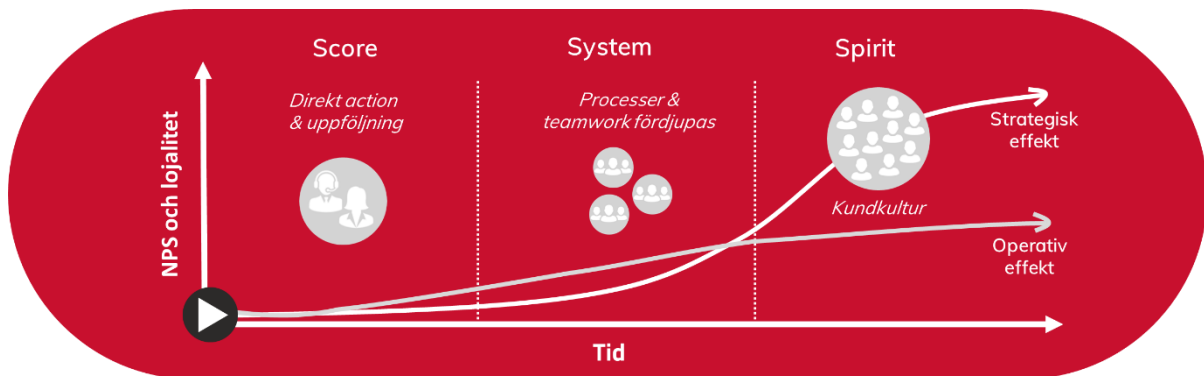 Score
System
Spirit
Direkt action
& uppföljning
Processer &
teamwork fördjupas
Kundkultur
Strategisk
effekt
Operativ
effekt
NPS och lojalitet
Tid